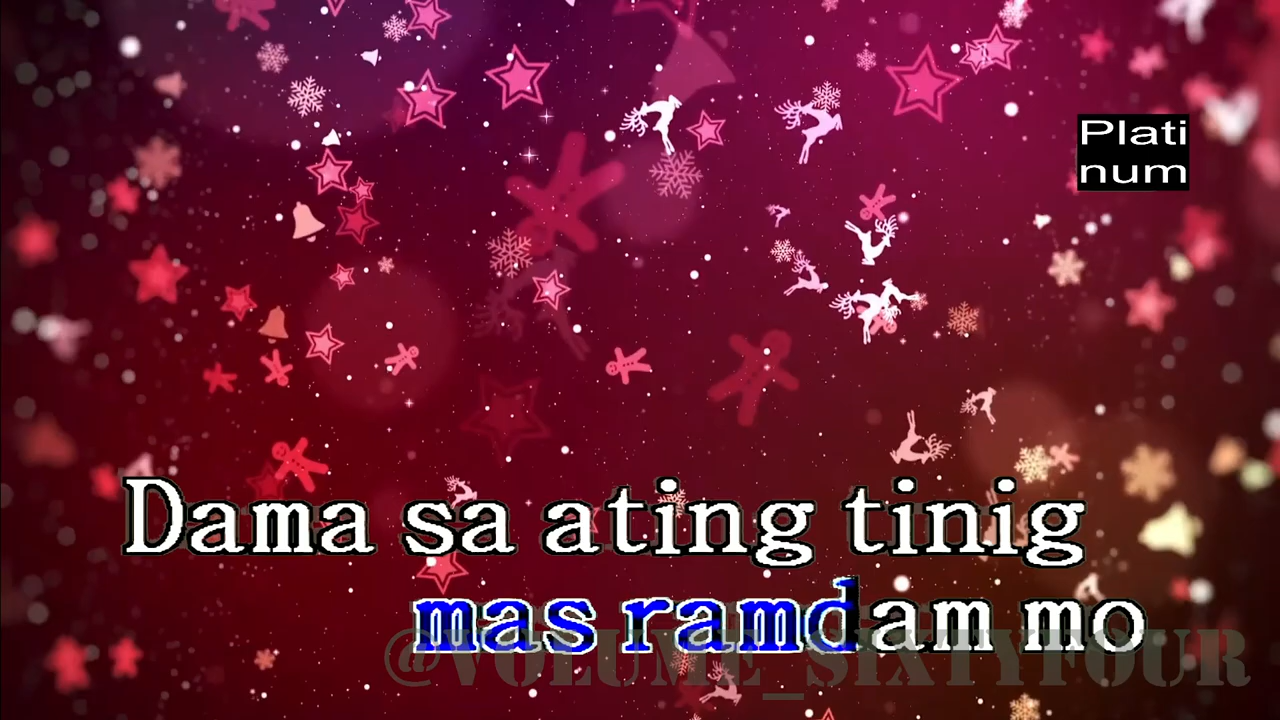 Plati
num
Dama sa ating tinig
mas ramdam mo
@VOLUME_SIXTYFOUR